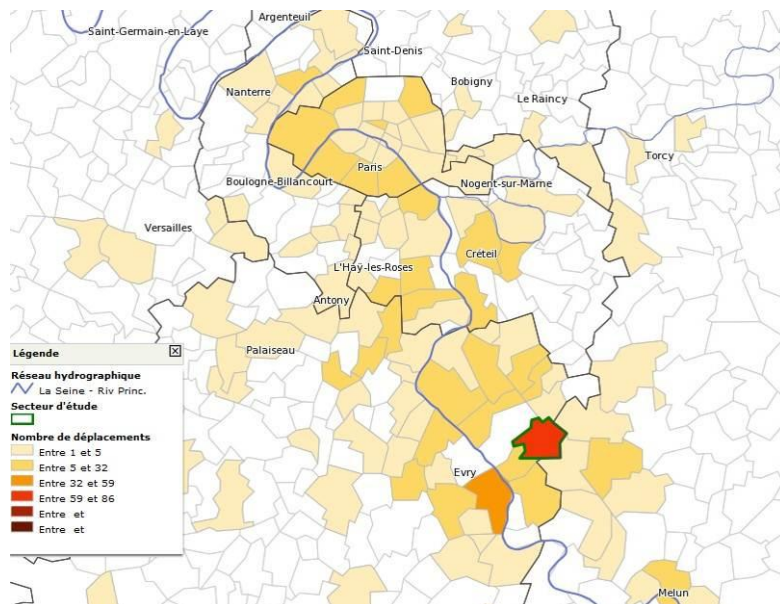 Argenteuil
Saint-Germain-en-Laye
Saint-Denis
Bobigny
Nanterre
Le Raincy
Torcy
Paris
Boulogne-Billancourt
Nogent-sur-Marne
Versailles
Créteil
L'Haÿ-les-Roses
Antony
Palaiseau
Légende
Réseau hydrographique
La Seine - Riv Princ.
Secteur d'étude
Nombre de déplacements
Entre 1 et 5
Entre 5 et 32
Entre 32 et 59
Entre 59 et 86
Entre et
Entre et
Evry
Melun